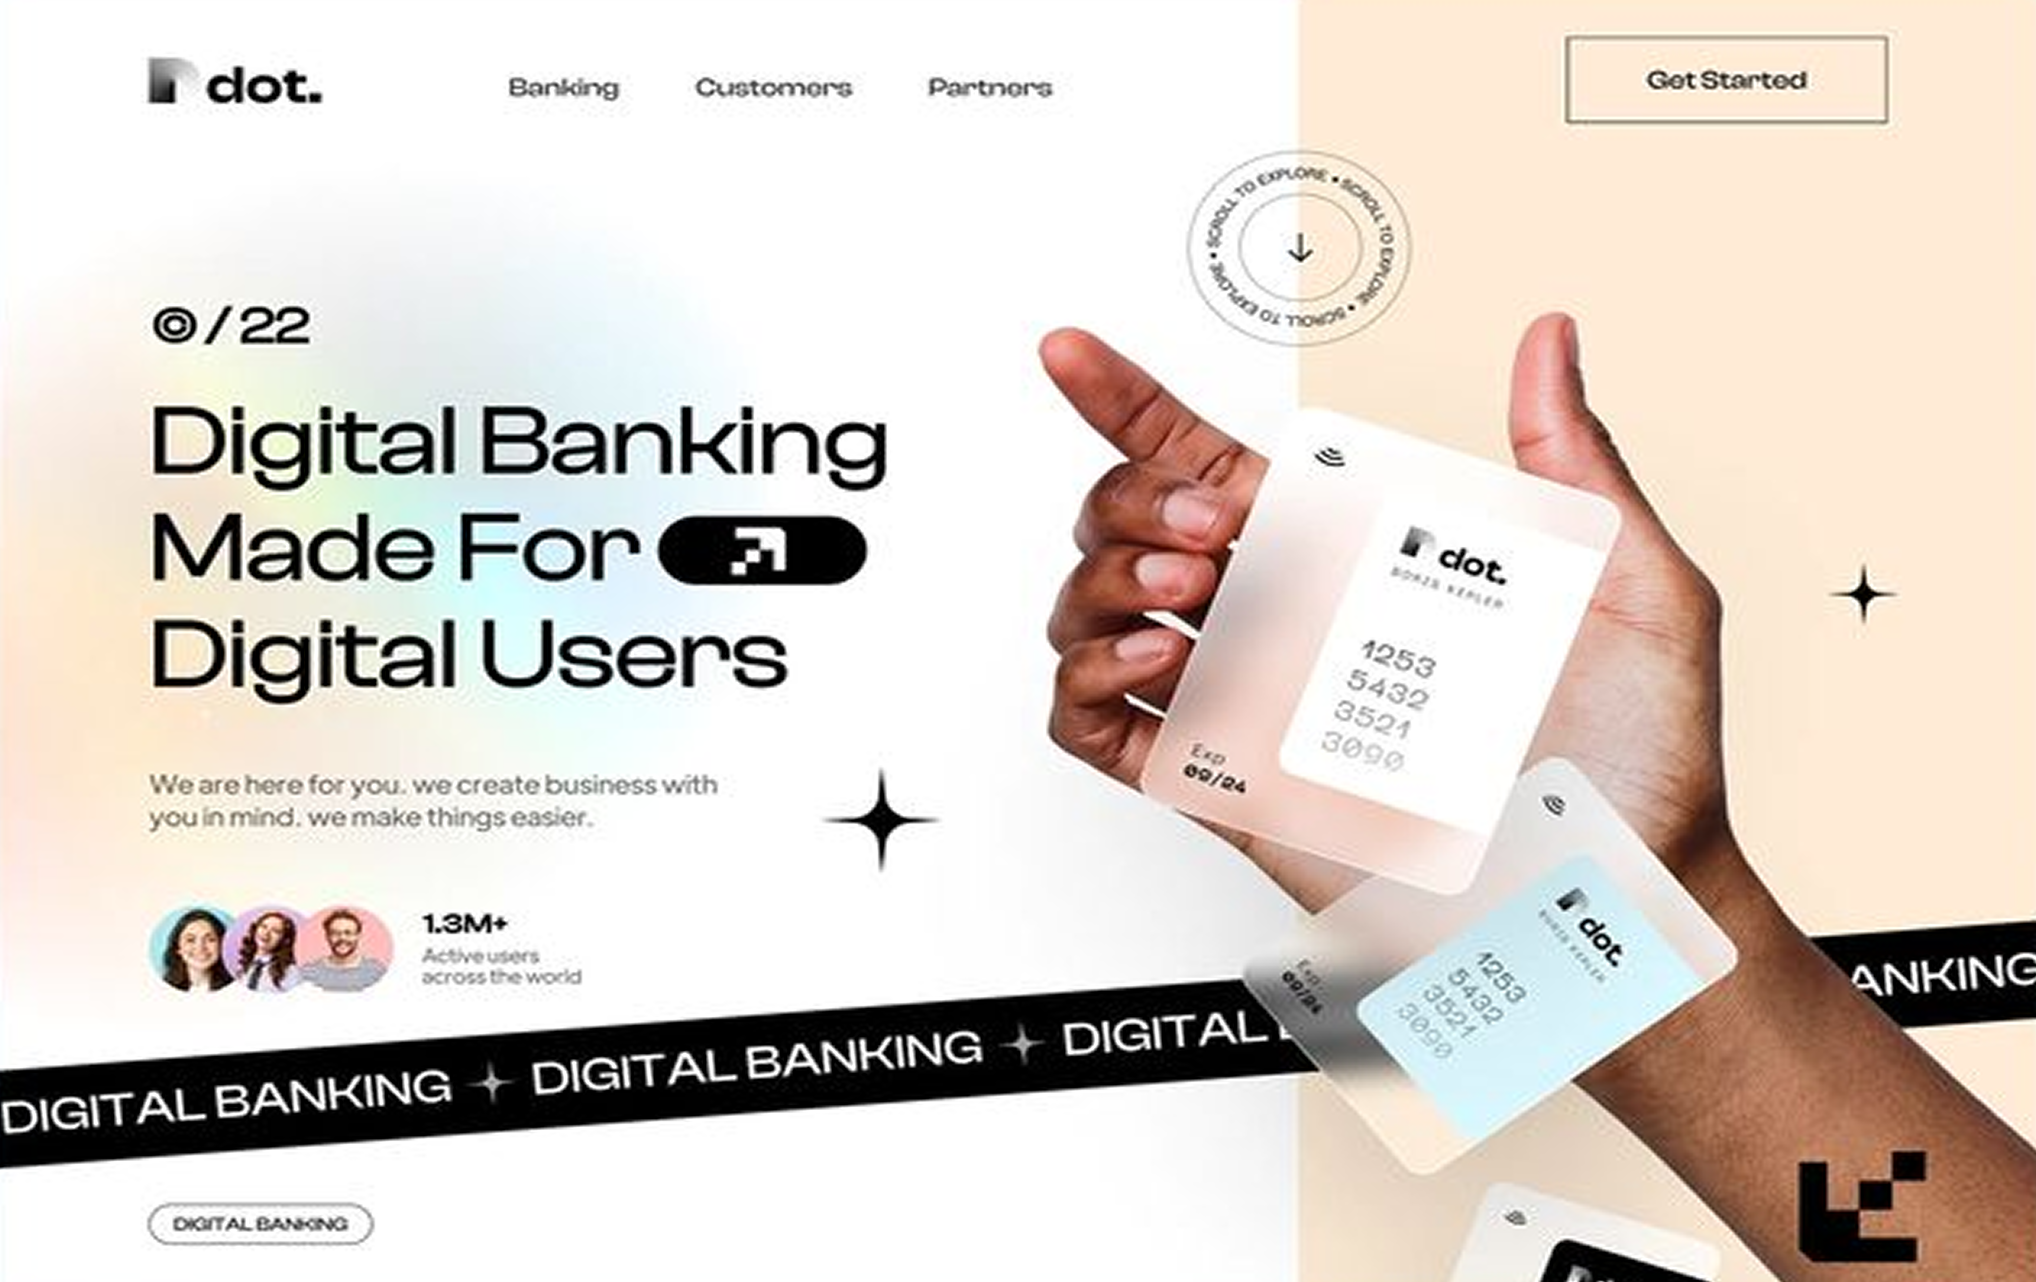 dot.
Banking
Customers
Partners
Get Started
SCROLL TO EXPLORE • SCROLL TO EXPLORE • SCROLL TO EXPLORE •
© / 22
Digital Banking
Made For
Digital Users
We are here for you. we create business with
you in mind. we make things easier.
1.3M+
Active users
across the world
dot.
BORIS KEPLER
1253
5432
3521
3090
Exp
09/24
dot.
BORIS KEPLER
1253
5432
3521
3090
Exp
09/24
DIGITAL BANKING DIGITAL BANKING DIGITAL
ANKING
DIGITAL BANKING